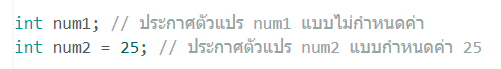 int num1; // ประกาศตัวแปร num1 แบบไม่กำหนดค่า
int num2 = 25; // ประกาศตัวแปร num2 แบบกำหนดค่า 25